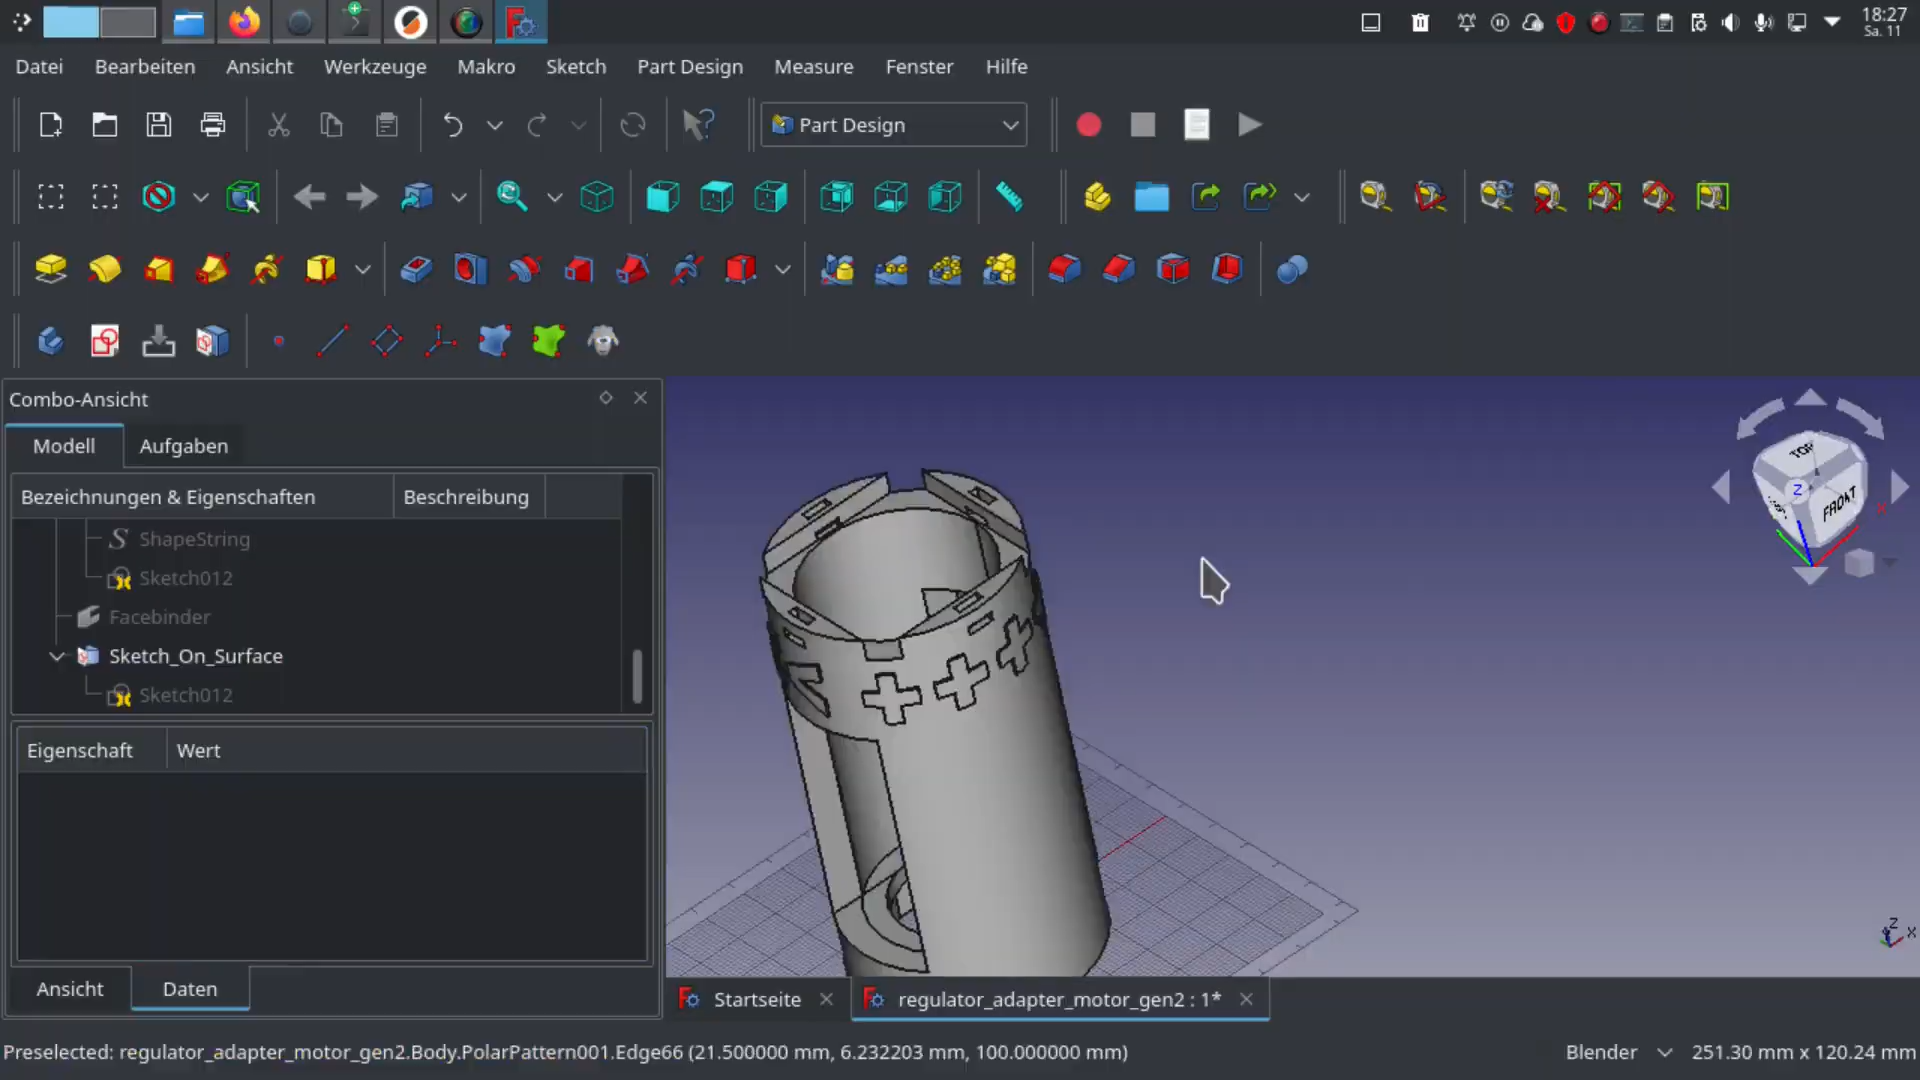 18:27
Sa. 11
Datei Bearbeiten Ansicht Werkzeuge Makro Sketch Part Design Measure Fenster Hilfe
Part Design
Combo-Ansicht
Modell Aufgaben
Bezeichnungen & Eigenschaften Beschreibung
ShapeString
Sketch012
Facebinder
Sketch_On_Surface
Sketch012
Eigenschaft Wert
Ansicht Daten
TOP
FRONT
Z
X
Z
X
Startseite regulator_adapter_motor_gen2 : 1*
Preselected: regulator_adapter_motor_gen2.Body.PolarPattern001.Edge66 (21.500000 mm, 6.232203 mm, 100.000000 mm) Blender 251.30 mm x 120.24 mm